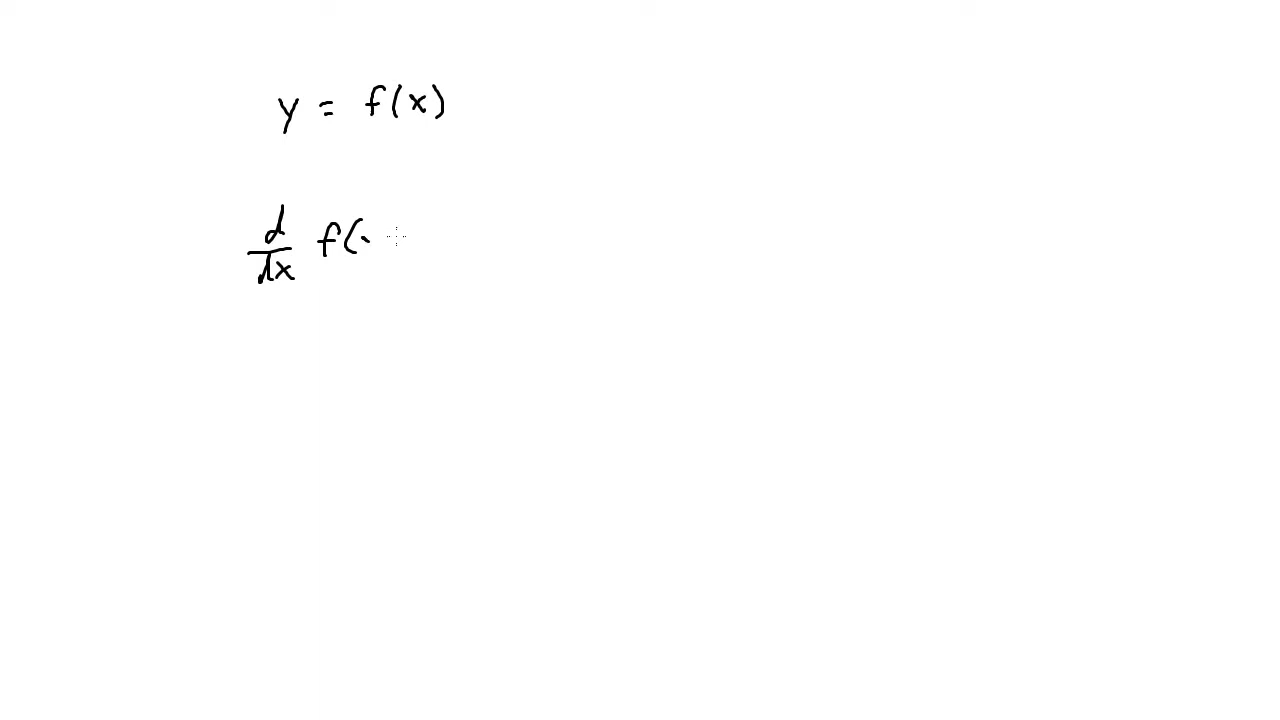 y = f(x)
d/dx f(